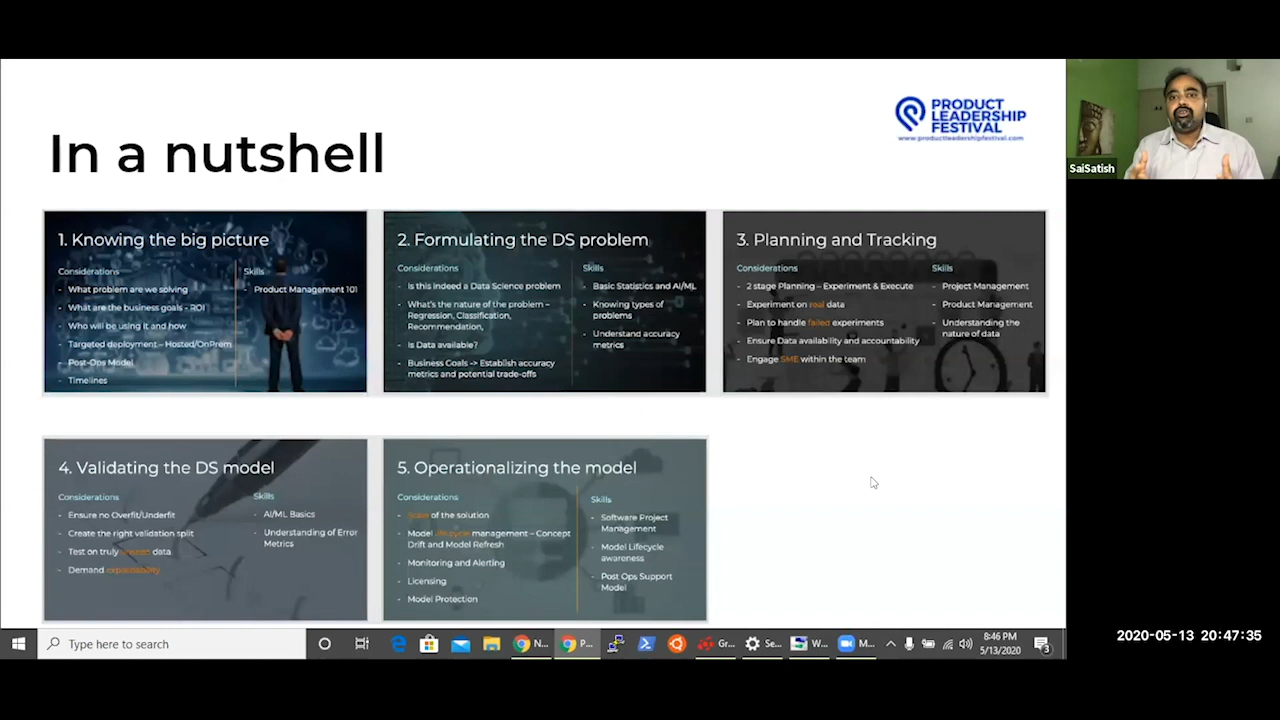 In a nutshell
PRODUCT
LEADERSHIP
FESTIVAL
www.productleadershipfestival.com
SaiSatish
1. Knowing the big picture
Considerations
- What problem are we solving
- What are the business goals - ROI
- Who will be using it and how
- Targeted deployment – Hosted/OnPrem
- Post-Ops Model
- Timelines
Skills
- Product Management 101
2. Formulating the DS problem
Considerations
- Is this indeed a Data Science problem
- What's the nature of the problem –
Regression, Classification,
Recommendation,
- Is Data available?
- Business Goals -> Establish accuracy
metrics and potential trade-offs
Skills
- Basic Statistics and AI/ML
- Knowing types of
problems
- Understand accuracy
metrics
3. Planning and Tracking
Considerations
- 2 stage Planning – Experiment & Execute
- Experiment on real data
- Plan to handle failed experiments
- Ensure Data availability and accountability
- Engage SME within the team
Skills
- Project Management
- Product Management
- Understanding the
nature of data
4. Validating the DS model
Considerations
- Ensure no Overfit/Underfit
- Create the right validation split
- Test on truly unseen data
- Demand explainability
Skills
- AI/ML Basics
- Understanding of Error
Metrics
5. Operationalizing the model
Considerations
- Scale of the solution
- Model lifecycle management – Concept
Drift and Model Refresh
- Monitoring and Alerting
- Licensing
- Model Protection
Skills
- Software Project
Management
- Model Lifecycle
awareness
- Post Ops Support
Model
Type here to search
N...
P...
Gr...
Se...
W...
M...
8:46 PM
5/13/2020
3
2020-05-13 20:47:35